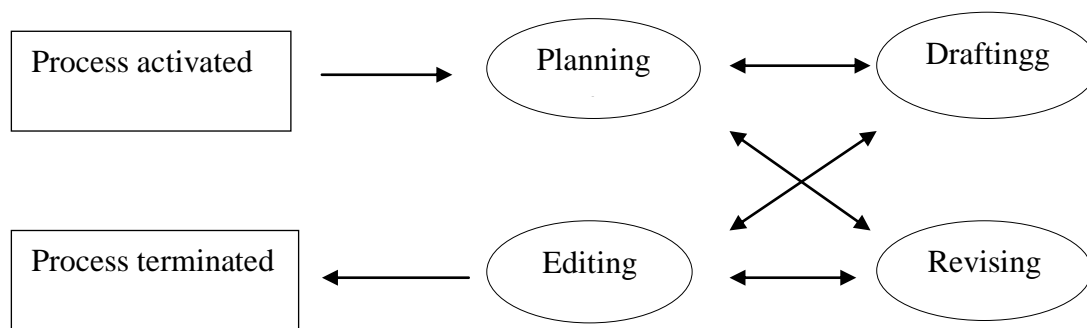 Process activated
Planning
Draftingg
Process terminated
Editing
Revising